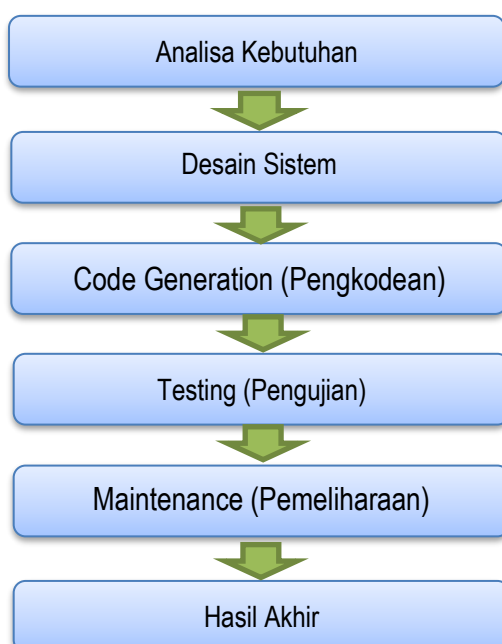 Analisa Kebutuhan
Desain Sistem
Code Generation (Pengkodean)
Testing (Pengujian)
Maintenance (Pemeliharaan)
Hasil Akhir